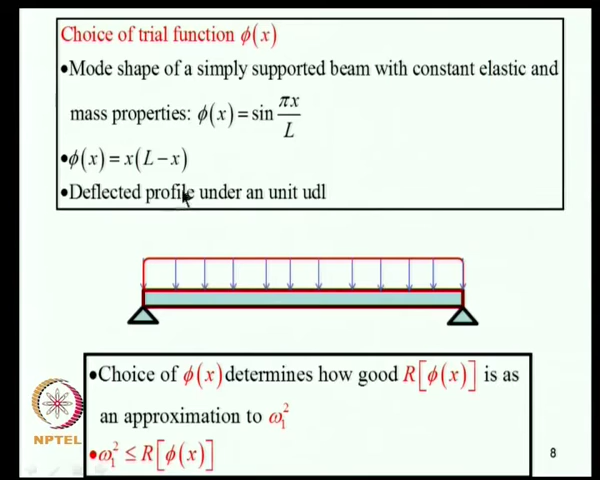 Choice of trial function ϕ(x)
•Mode shape of a simply supported beam with constant elastic and
mass properties: ϕ(x) = sin πx/L
•ϕ(x) = x(L − x)
•Deflected profile under an unit udl
•Choice of ϕ(x) determines how good R[ϕ(x)] is as
an approximation to ω₁²
•ω₁² ≤ R[ϕ(x)]
NPTEL
8